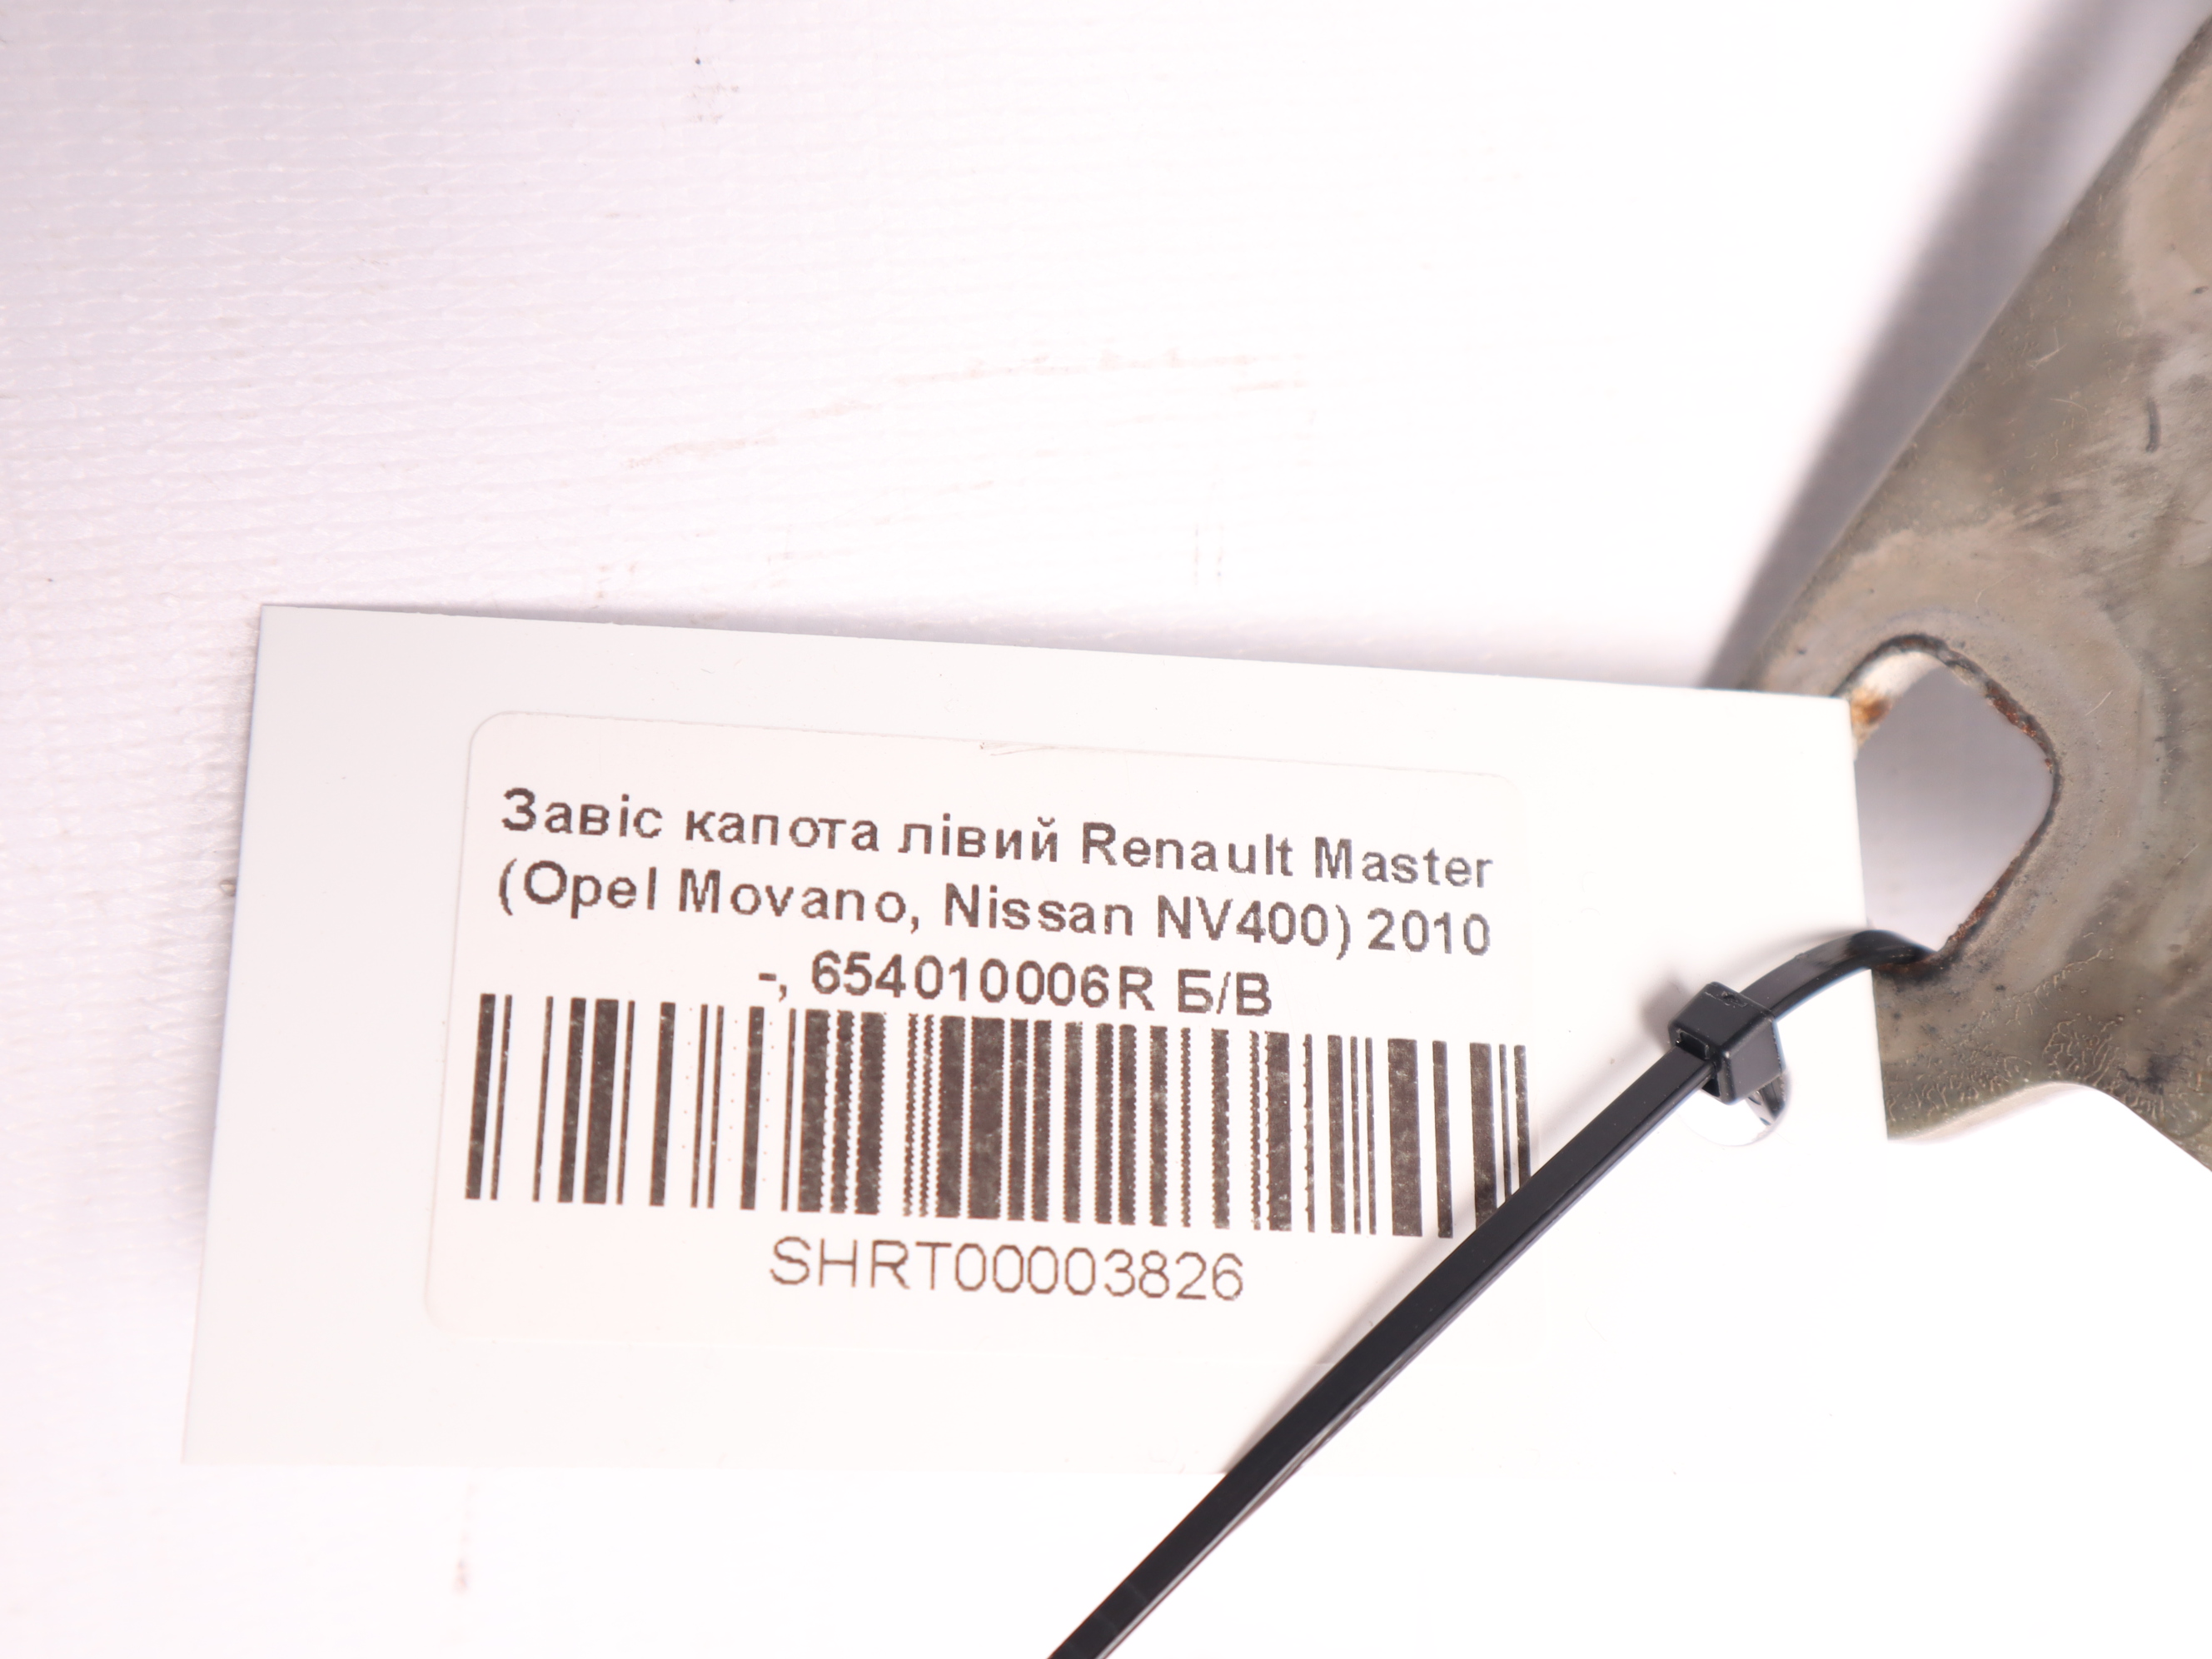 Завіс капота лівий Renault Master
(Opel Movano, Nissan NV400) 2010
-, 654010006R Б/В
SHRT00003826